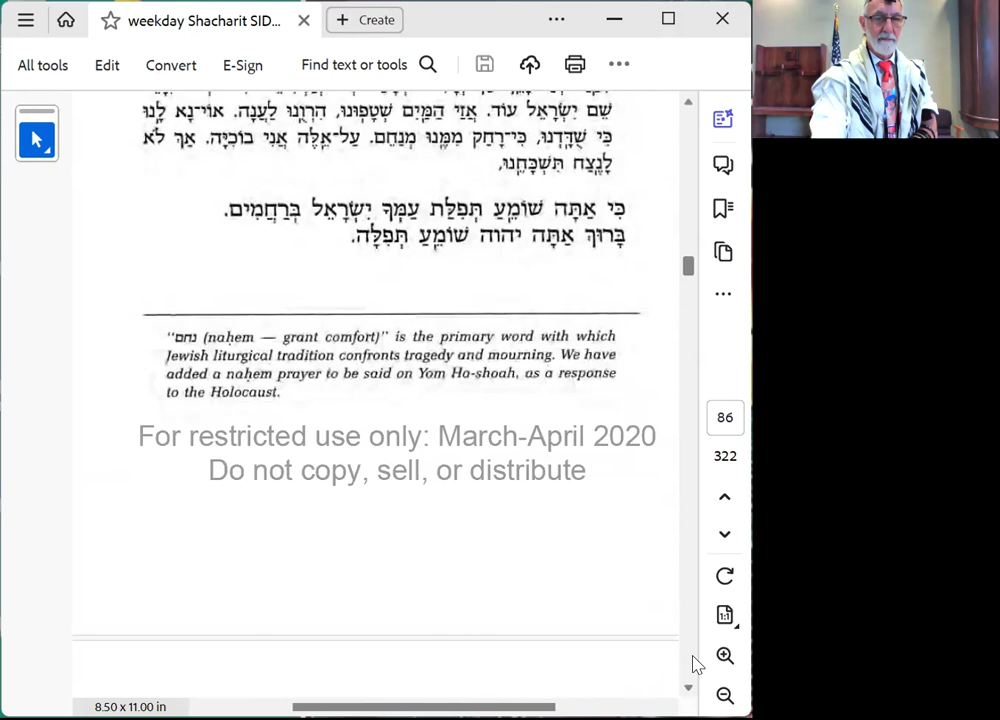 weekday Shacharit SID...
Create
All tools
Edit
Convert
E-Sign
Find text or tools
שֵׁם יִשְׂרָאֵל עוֹד. אֲזַי הַמַּיִם שְׁטָפוּנוּ, הִרְוֻנוּ לַעֲנָה. אוֹי־נָא לָנוּ
כִּי שֻׁדָּדְנוּ, כִּי־רָחַק מִמֶּנּוּ מְנַחֵם. עַל־אֵלֶּה אֲנִי בוֹכִיָּה. אַךְ לֹא
לָנֶצַח תִּשְׁכָּחֵנוּ,
כִּי אַתָּה שׁוֹמֵעַ תְּפִלַּת עַמְּךָ יִשְׂרָאֵל בְּרַחֲמִים.
בָּרוּךְ אַתָּה יהוה שׁוֹמֵעַ תְּפִלָּה.
"נחם (naḥem — grant comfort)" is the primary word with which
Jewish liturgical tradition confronts tragedy and mourning. We have
added a naḥem prayer to be said on Yom Ha-shoah, as a response
to the Holocaust.
For restricted use only: March-April 2020
Do not copy, sell, or distribute
86
322
1:1
8.50 x 11.00 in